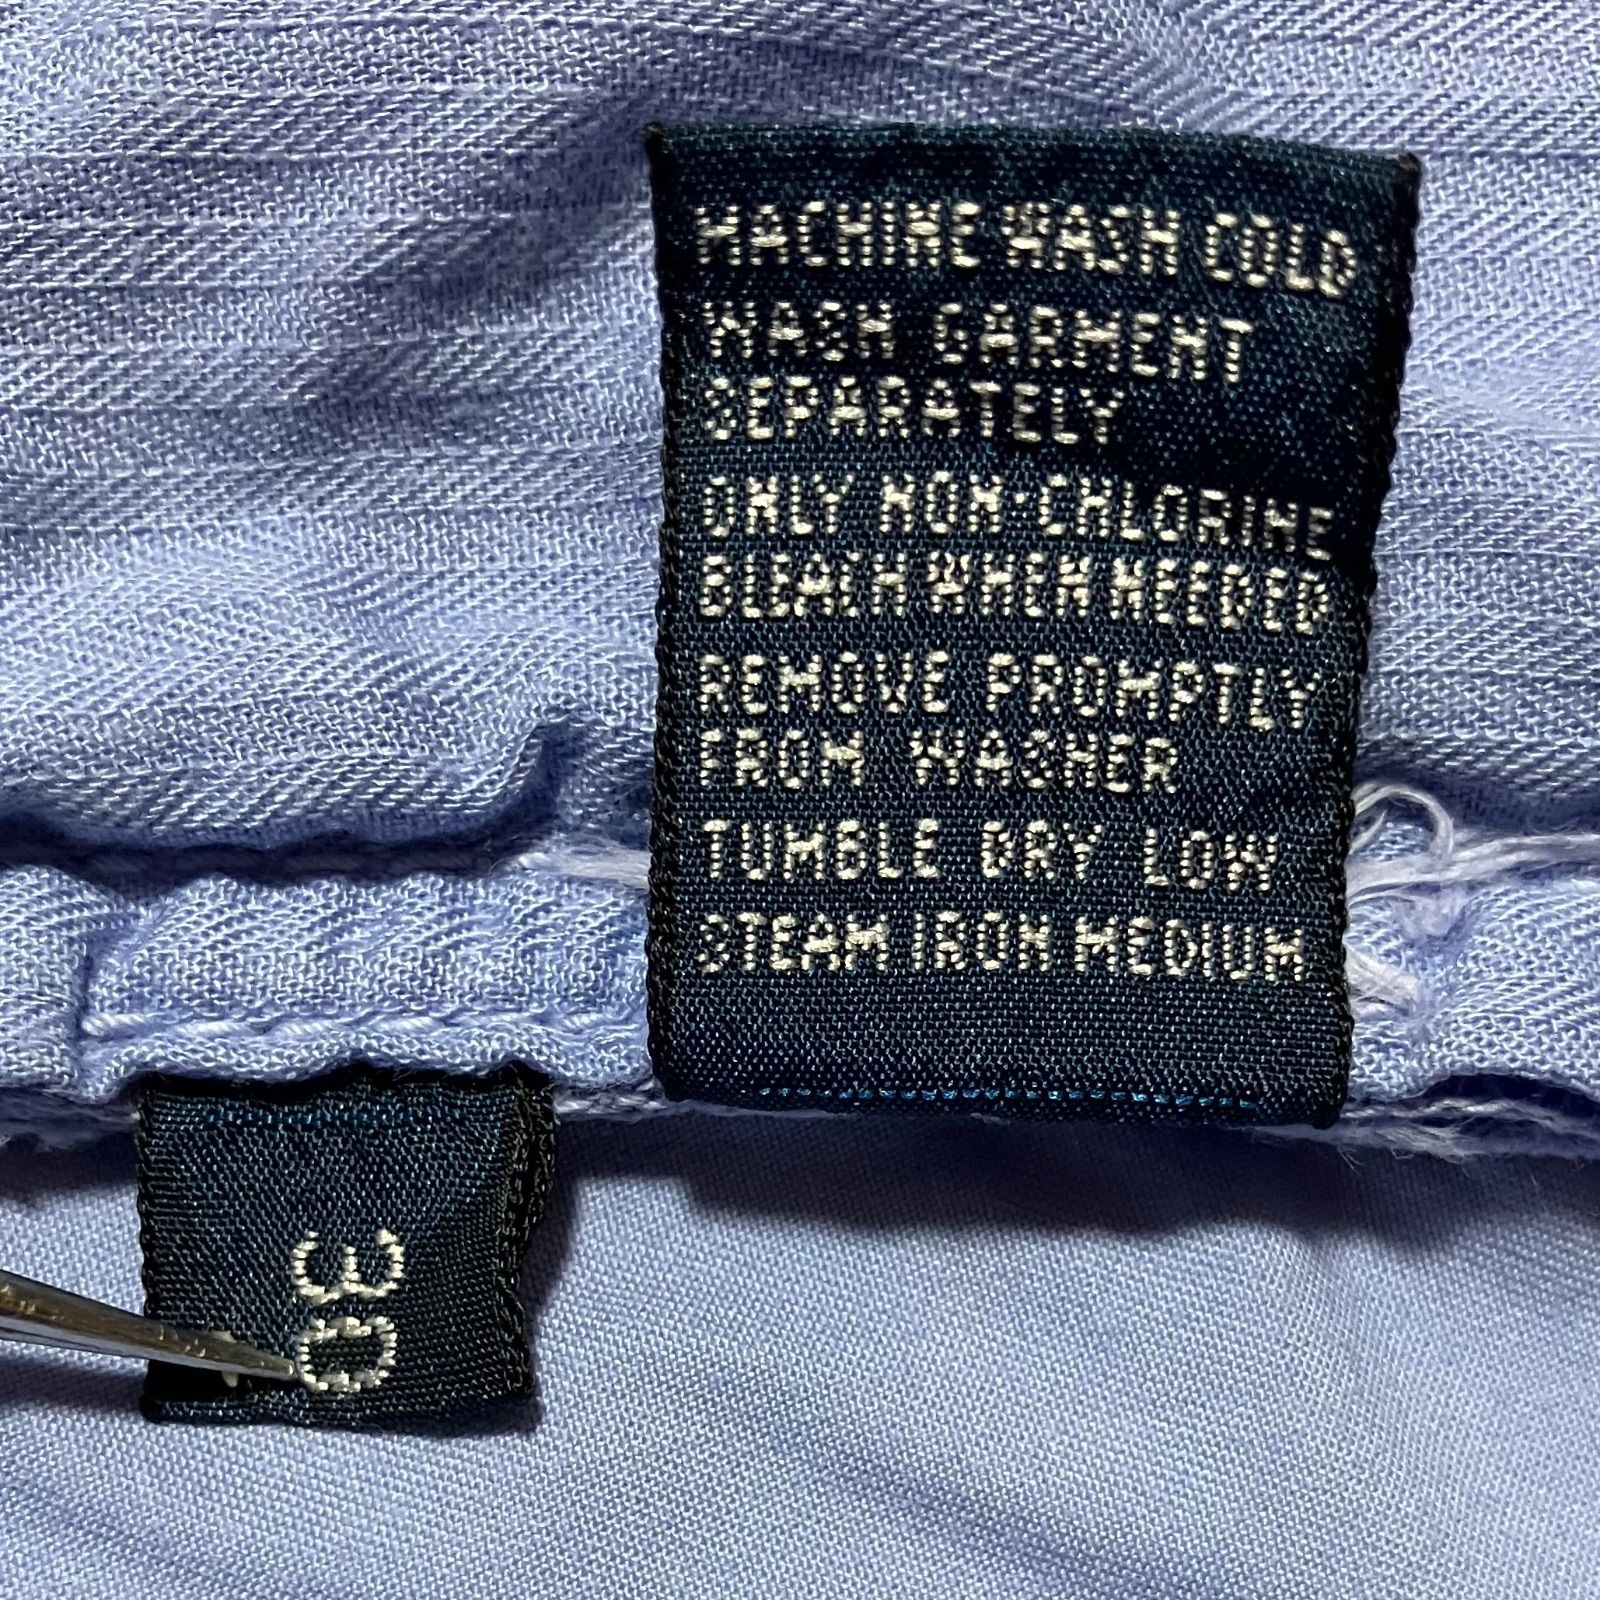 MACHINE WASH COLD
WASH GARMENT
SEPARATELY
ONLY NON-CHLORINE
BLEACH WHEN NEEDED
REMOVE PROMPTLY
FROM WASHER
TUMBLE DRY LOW
STEAM IRON MEDIUM
30